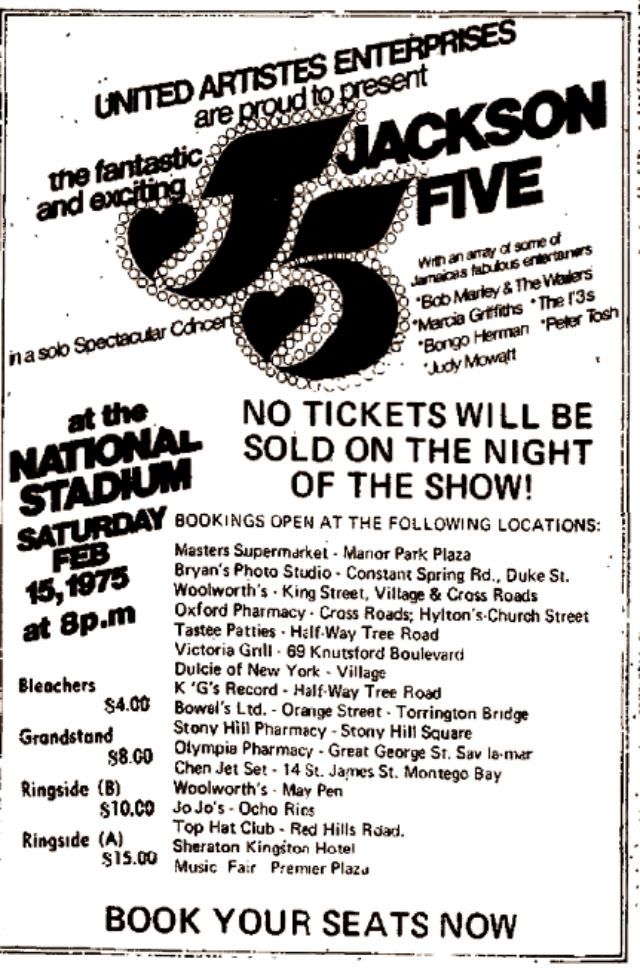 UNITED ARTISTES ENTERPRISES
are proud to present
the fantastic
and exciting
J5
JACKSON
FIVE
With an array of some of
Jamaicas fabulous entertainers
*Bob Marley & The Wailers
*Marcia Griffiths *The I'3s
*Bongo Herman *Peter Tosh
*Judy Mowatt
in a solo Spectacular Concert
at the
NATIONAL
STADIUM
SATURDAY
FEB
15, 1975
at 8p.m
NO TICKETS WILL BE
SOLD ON THE NIGHT
OF THE SHOW!
BOOKINGS OPEN AT THE FOLLOWING LOCATIONS:
Masters Supermarket - Manor Park Plaza
Bryan's Photo Studio - Constant Spring Rd., Duke St.
Woolworth's - King Street, Village & Cross Roads
Oxford Pharmacy - Cross Roads; Hylton's-Church Street
Tastee Patties - Half-Way Tree Road
Victoria Grill - 69 Knutsford Boulevard
Dulcie of New York - Village
K 'G's Record - Half-Way Tree Road
Bowel's Ltd. - Orange Street - Torrington Bridge
Stony Hill Pharmacy - Stony Hill Square
Olympia Pharmacy - Great George St. Sav la-mar
Chen Jet Set - 14 St. James St. Montego Bay
Woolworth's - May Pen
Jo Jo's - Ocho Rios
Top Hat Club - Red Hills Road.
Sheraton Kingston Hotel
Music Fair Premier Plaza
Bleachers
$4.00
Grandstand
$8.00
Ringside (B)
$10.00
Ringside (A)
$15.00
BOOK YOUR SEATS NOW